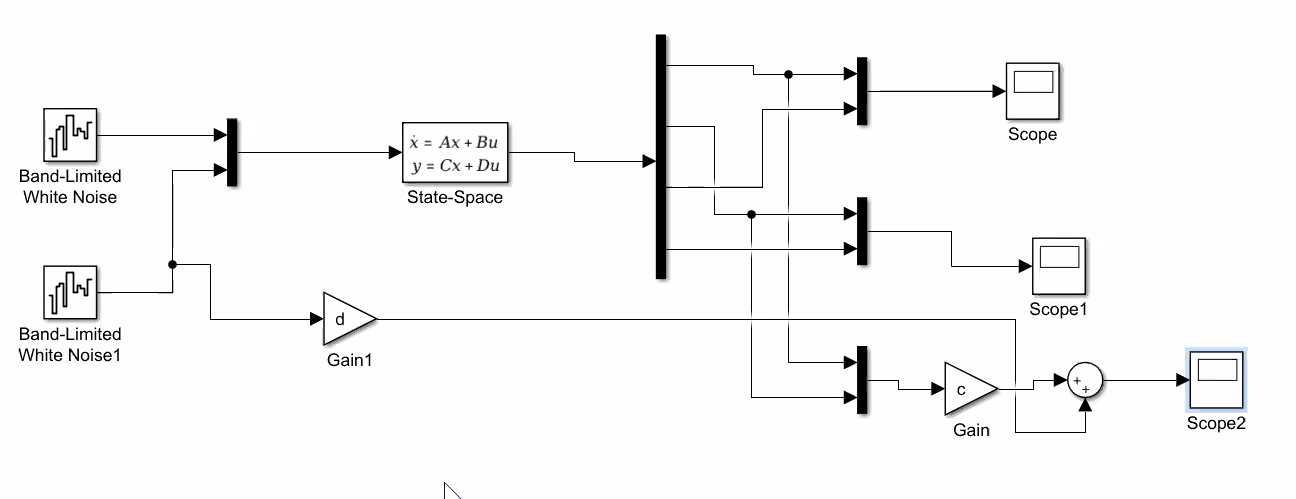 Band-Limited
White Noise
ẋ = Ax + Bu
y = Cx + Du
State-Space
Scope
Band-Limited
White Noise1
d
Gain1
Scope1
c
Gain
+
+
Scope2